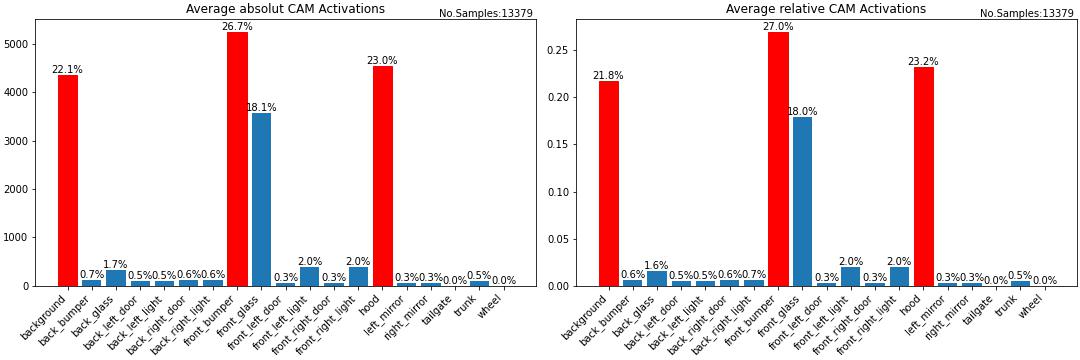 Average absolut CAM Activations
No.Samples:13379
5000
4000
3000
2000
1000
0
22.1%
0.7%
1.7%
0.5%
0.5%
0.6%
0.6%
26.7%
18.1%
0.3%
2.0%
0.3%
2.0%
23.0%
0.3%
0.3%
0.0%
0.5%
0.0%
background
back_bumper
back_glass
back_left_door
back_left_light
back_right_door
back_right_light
front_bumper
front_glass
front_left_door
front_left_light
front_right_door
front_right_light
hood
left_mirror
right_mirror
tailgate
trunk
wheel
Average relative CAM Activations
No.Samples:13379
0.25
0.20
0.15
0.10
0.05
0.00
21.8%
0.6%
1.6%
0.5%
0.5%
0.6%
0.7%
27.0%
18.0%
0.3%
2.0%
0.3%
2.0%
23.2%
0.3%
0.3%
0.0%
0.5%
0.0%
background
back_bumper
back_glass
back_left_door
back_left_light
back_right_door
back_right_light
front_bumper
front_glass
front_left_door
front_left_light
front_right_door
front_right_light
hood
left_mirror
right_mirror
tailgate
trunk
wheel